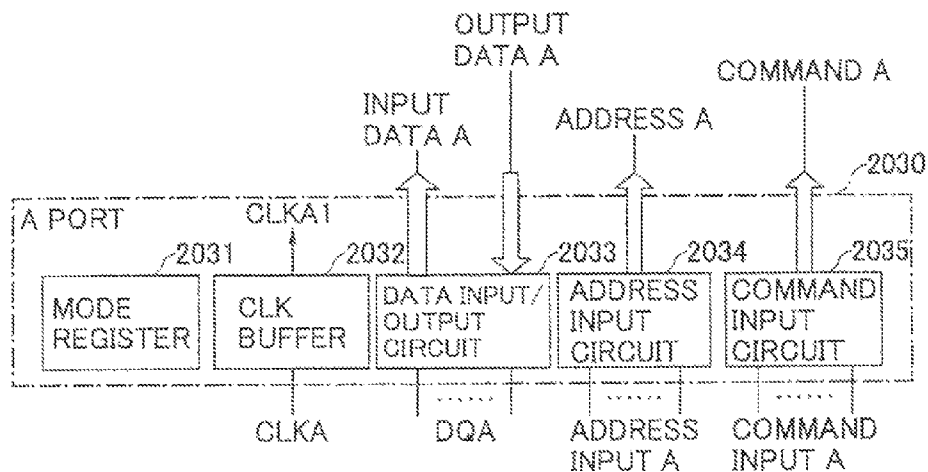 OUTPUT
DATA A
INPUT
DATA A
ADDRESS A
COMMAND A
2030
A PORT
CLKA1
2031
2032
2033
2034
2035
MODE
REGISTER
CLK
BUFFER
DATA INPUT/
OUTPUT
CIRCUIT
ADDRESS
INPUT
CIRCUIT
COMMAND
INPUT
CIRCUIT
CLKA
DQA
ADDRESS
INPUT A
COMMAND
INPUT A